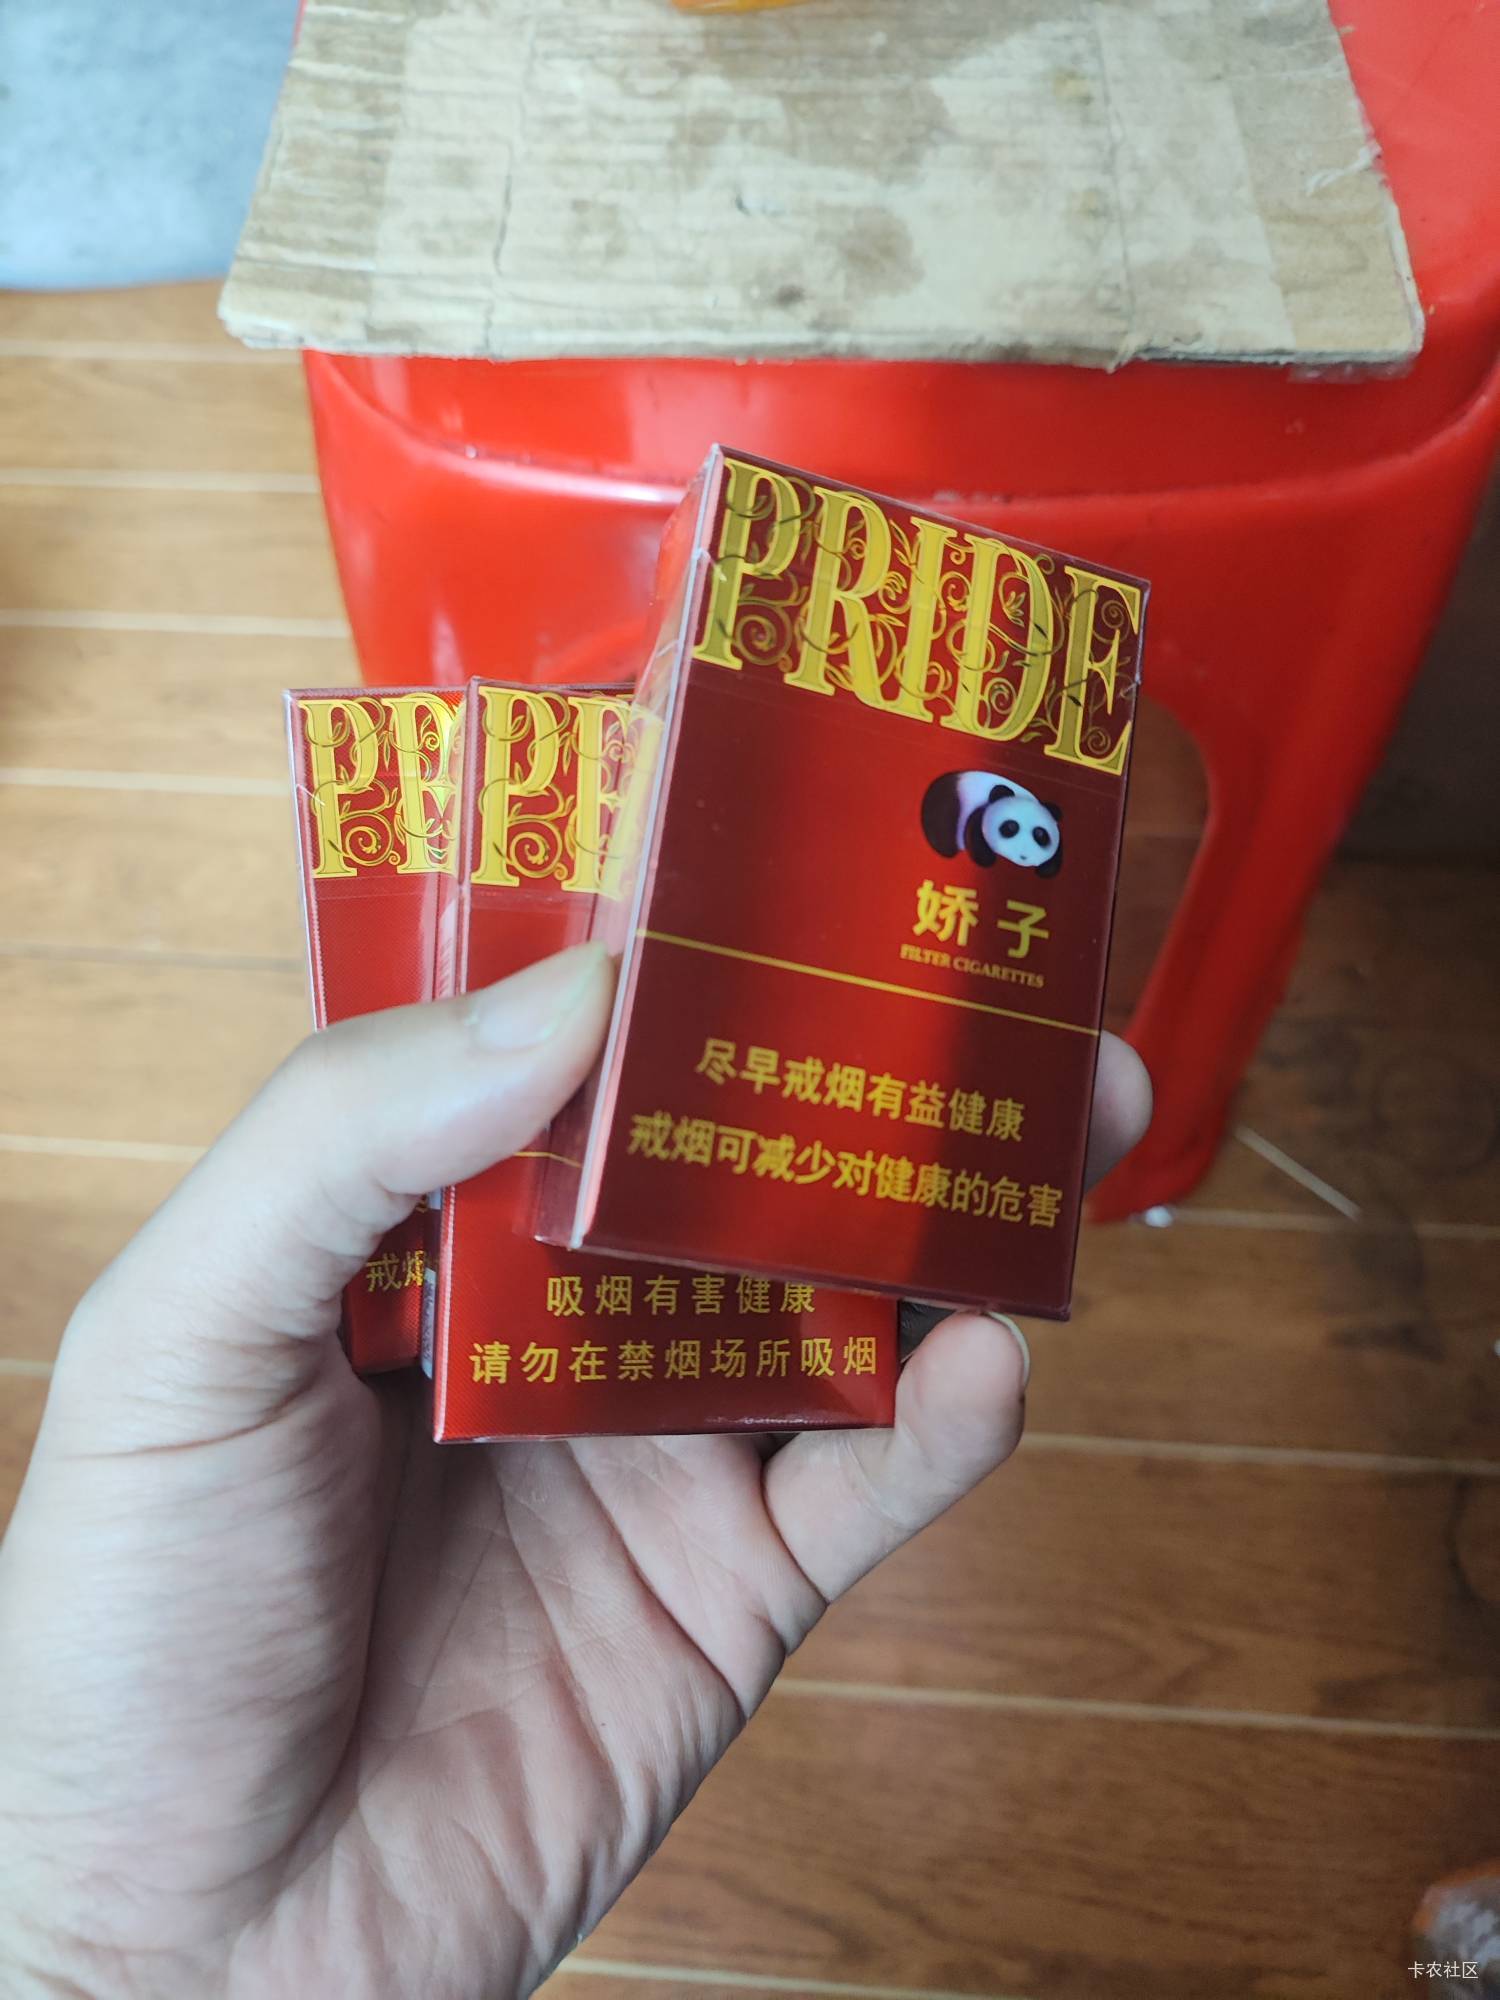 PRIDE
娇子
FILTER CIGARETTES
尽早戒烟有益健康
戒烟可减少对健康的危害
吸烟有害健康
请勿在禁烟场所吸烟
戒烟
卡农社区